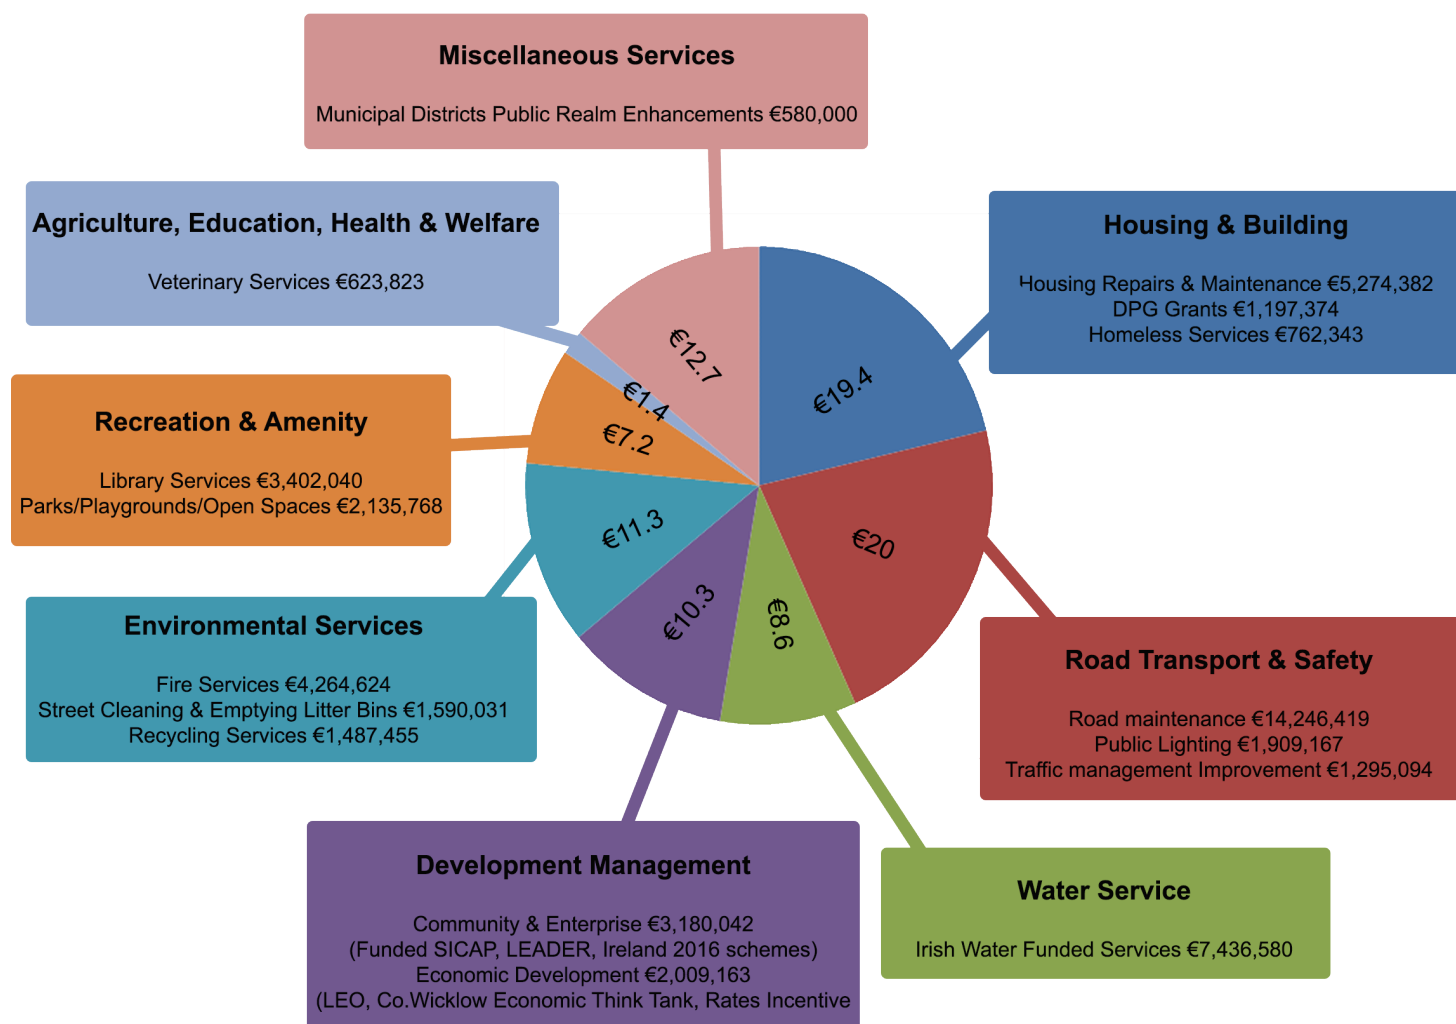 Miscellaneous Services
Municipal Districts Public Realm Enhancements €580,000
Agriculture, Education, Health & Welfare
Veterinary Services €623,823
Housing & Building
Housing Repairs & Maintenance €5,274,382
DPG Grants €1,197,374
Homeless Services €762,343
Recreation & Amenity
Library Services €3,402,040
Parks/Playgrounds/Open Spaces €2,135,768
€12.7
€19.4
€1.4
€7.2
€11.3
€20
€10.3
€8.6
Environmental Services
Fire Services €4,264,624
Street Cleaning & Emptying Litter Bins €1,590,031
Recycling Services €1,487,455
Road Transport & Safety
Road maintenance €14,246,419
Public Lighting €1,909,167
Traffic management Improvement €1,295,094
Development Management
Community & Enterprise €3,180,042
(Funded SICAP, LEADER, Ireland 2016 schemes)
Economic Development €2,009,163
(LEO, Co.Wicklow Economic Think Tank, Rates Incentive
Water Service
Irish Water Funded Services €7,436,580